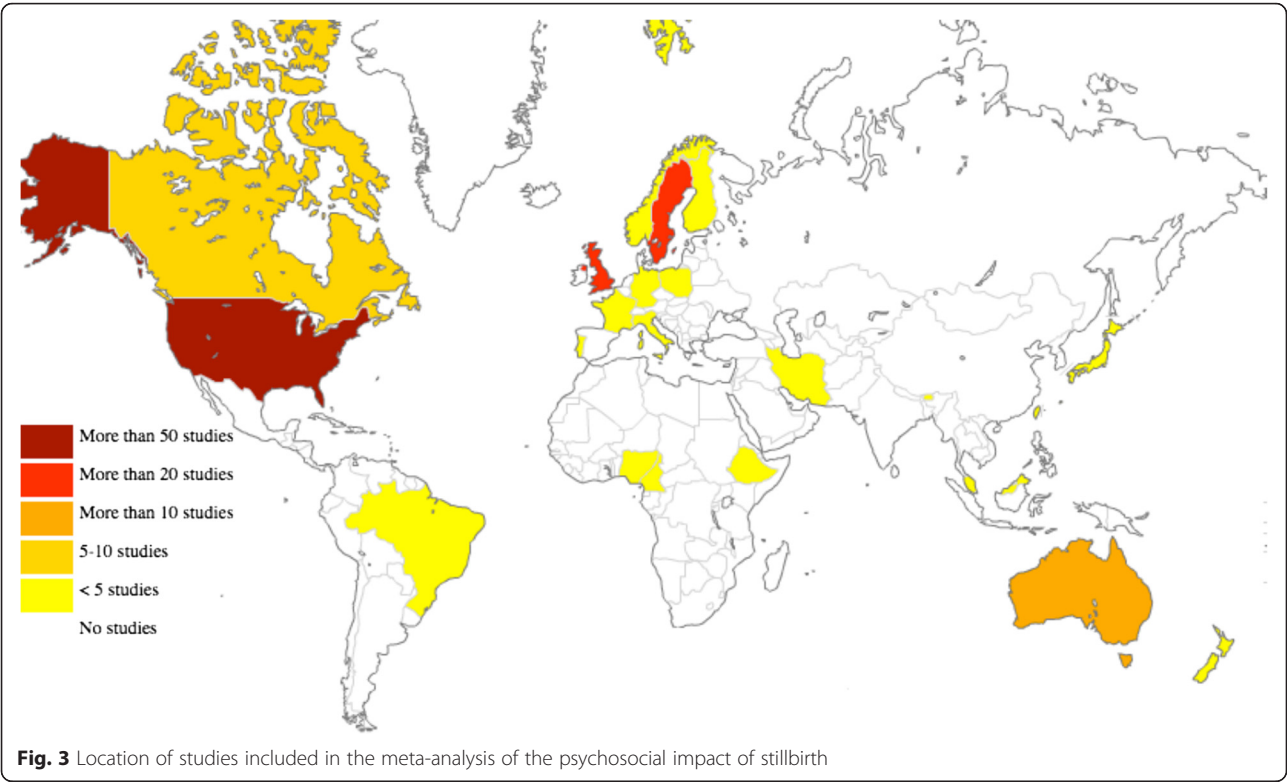 More than 50 studies
More than 20 studies
More than 10 studies
5-10 studies
< 5 studies
No studies
Fig. 3 Location of studies included in the meta-analysis of the psychosocial impact of stillbirth